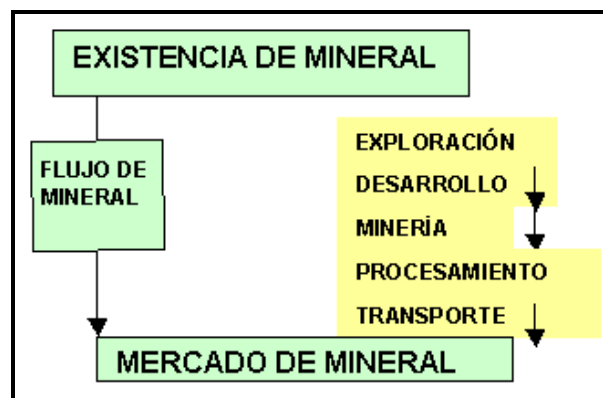 EXISTENCIA DE MINERAL
FLUJO DE
MINERAL
EXPLORACIÓN
DESARROLLO
MINERÍA
PROCESAMIENTO
TRANSPORTE
MERCADO DE MINERAL